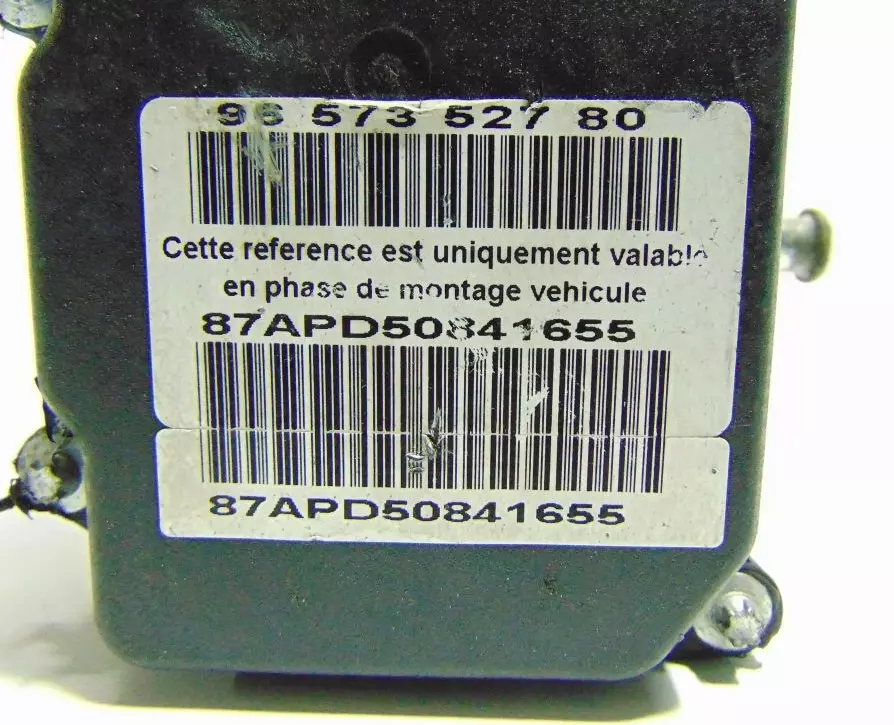 96 573 527 80
Cette reference est uniquement valable
en phase de montage vehicule
87APD50841655
87APD50841655